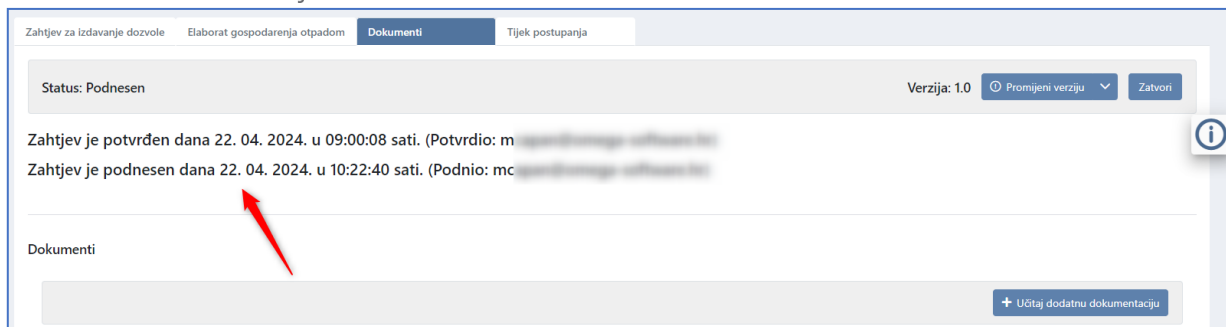 Zahtjev za izdavanje dozvole Elaborat gospodarenja otpadom Dokumenti Tijek postupanja
Status: Podnesen Verzija: 1.0 Promijeni verziju Zatvori
Zahtjev je potvrđen dana 22. 04. 2024. u 09:00:08 sati. (Potvrdio: m
Zahtjev je podnesen dana 22. 04. 2024. u 10:22:40 sati. (Podnio: mc
Dokumenti
+ Učitaj dodatnu dokumentaciju